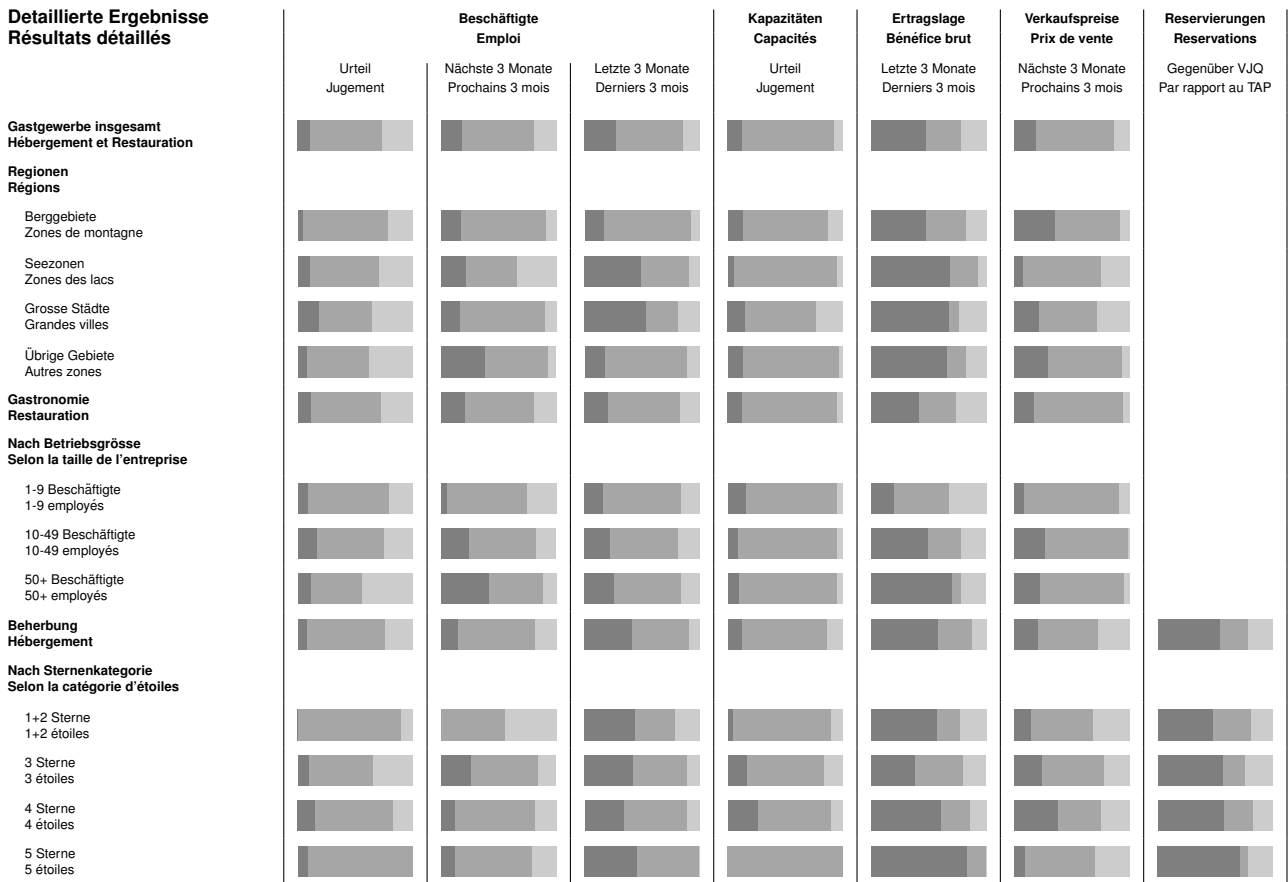 Detaillierte Ergebnisse
Résultats détaillés
Beschäftigte
Emploi
Kapazitäten
Capacités
Ertragslage
Bénéfice brut
Verkaufspreise
Prix de vente
Reservierungen
Reservations
Urteil
Jugement
Nächste 3 Monate
Prochains 3 mois
Letzte 3 Monate
Derniers 3 mois
Urteil
Jugement
Letzte 3 Monate
Derniers 3 mois
Nächste 3 Monate
Prochains 3 mois
Gegenüber VJQ
Par rapport au TAP
Gastgewerbe insgesamt
Hébergement et Restauration
Regionen
Régions
Berggebiete
Zones de montagne
Seezonen
Zones des lacs
Grosse Städte
Grandes villes
Übrige Gebiete
Autres zones
Gastronomie
Restauration
Nach Betriebsgrösse
Selon la taille de l'entreprise
1-9 Beschäftigte
1-9 employés
10-49 Beschäftigte
10-49 employés
50+ Beschäftigte
50+ employés
Beherbung
Hébergement
Nach Sternenkategorie
Selon la catégorie d'étoiles
1+2 Sterne
1+2 étoiles
3 Sterne
3 étoiles
4 Sterne
4 étoiles
5 Sterne
5 étoiles